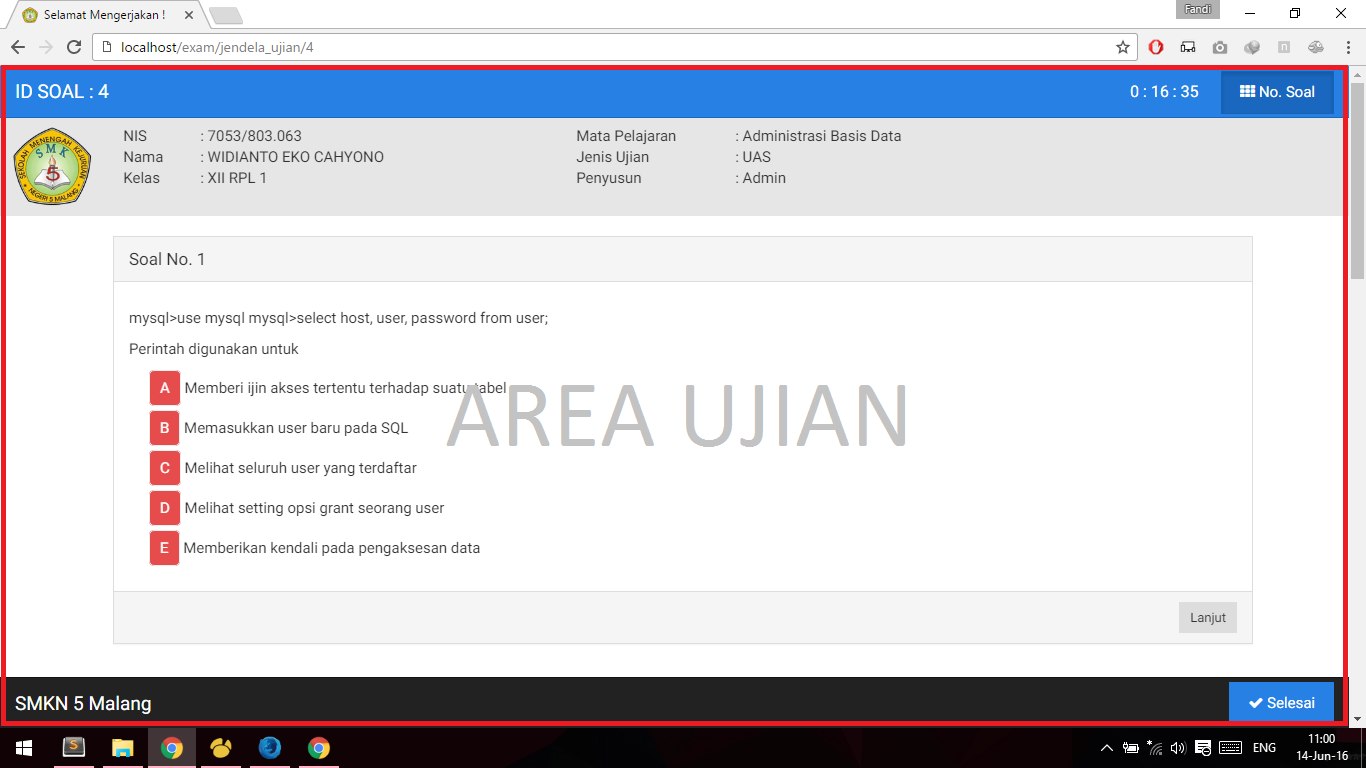 Selamat Mengerjakan !
Fandi
localhost/exam/jendela_ujian/4
ID SOAL : 4
0 : 16 : 35
No. Soal
SEKOLAH MENENGAH KEJURUAN
SMK
5
NEGERI 5 MALANG
NIS : 7053/803.063
Nama : WIDIANTO EKO CAHYONO
Kelas : XII RPL 1
Mata Pelajaran : Administrasi Basis Data
Jenis Ujian : UAS
Penyusun : Admin
Soal No. 1
mysql>use mysql mysql>select host, user, password from user;
Perintah digunakan untuk
A Memberi ijin akses tertentu terhadap suatu tabel
B Memasukkan user baru pada SQL
C Melihat seluruh user yang terdaftar
D Melihat setting opsi grant seorang user
E Memberikan kendali pada pengaksesan data
AREA UJIAN
Lanjut
SMKN 5 Malang
Selesai
ENG
11:00
14-Jun-16